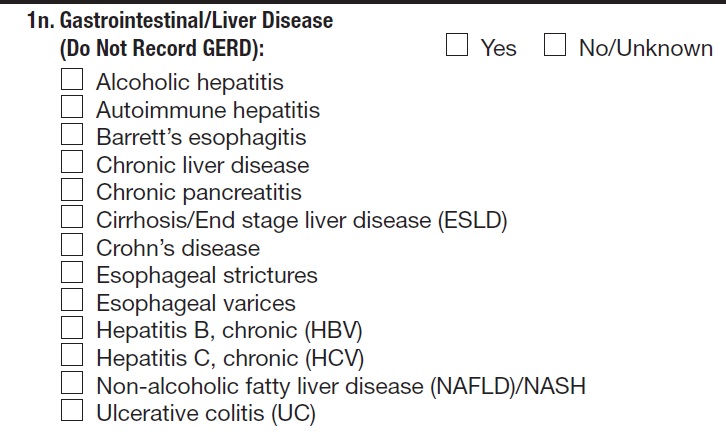 1n. Gastrointestinal/Liver Disease
(Do Not Record GERD): Yes No/Unknown
Alcoholic hepatitis
Autoimmune hepatitis
Barrett's esophagitis
Chronic liver disease
Chronic pancreatitis
Cirrhosis/End stage liver disease (ESLD)
Crohn's disease
Esophageal strictures
Esophageal varices
Hepatitis B, chronic (HBV)
Hepatitis C, chronic (HCV)
Non-alcoholic fatty liver disease (NAFLD)/NASH
Ulcerative colitis (UC)